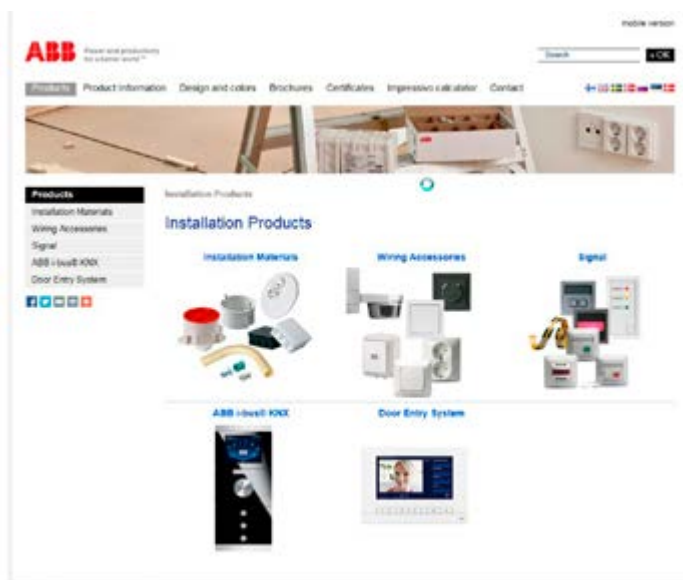 mobile version
ABB
Power and productivity
for a better world™
Search
» OK
Products Product Information Design and colors Brochures Certificates Impressivo calculator Contact
ABB
Products
Installation Materials
Wiring Accessories
Signal
ABB i-bus® KNX
Door Entry System
Installation Products
Installation Products
Installation Materials
Wiring Accessories
Signal
ABB i-bus® KNX
Door Entry System